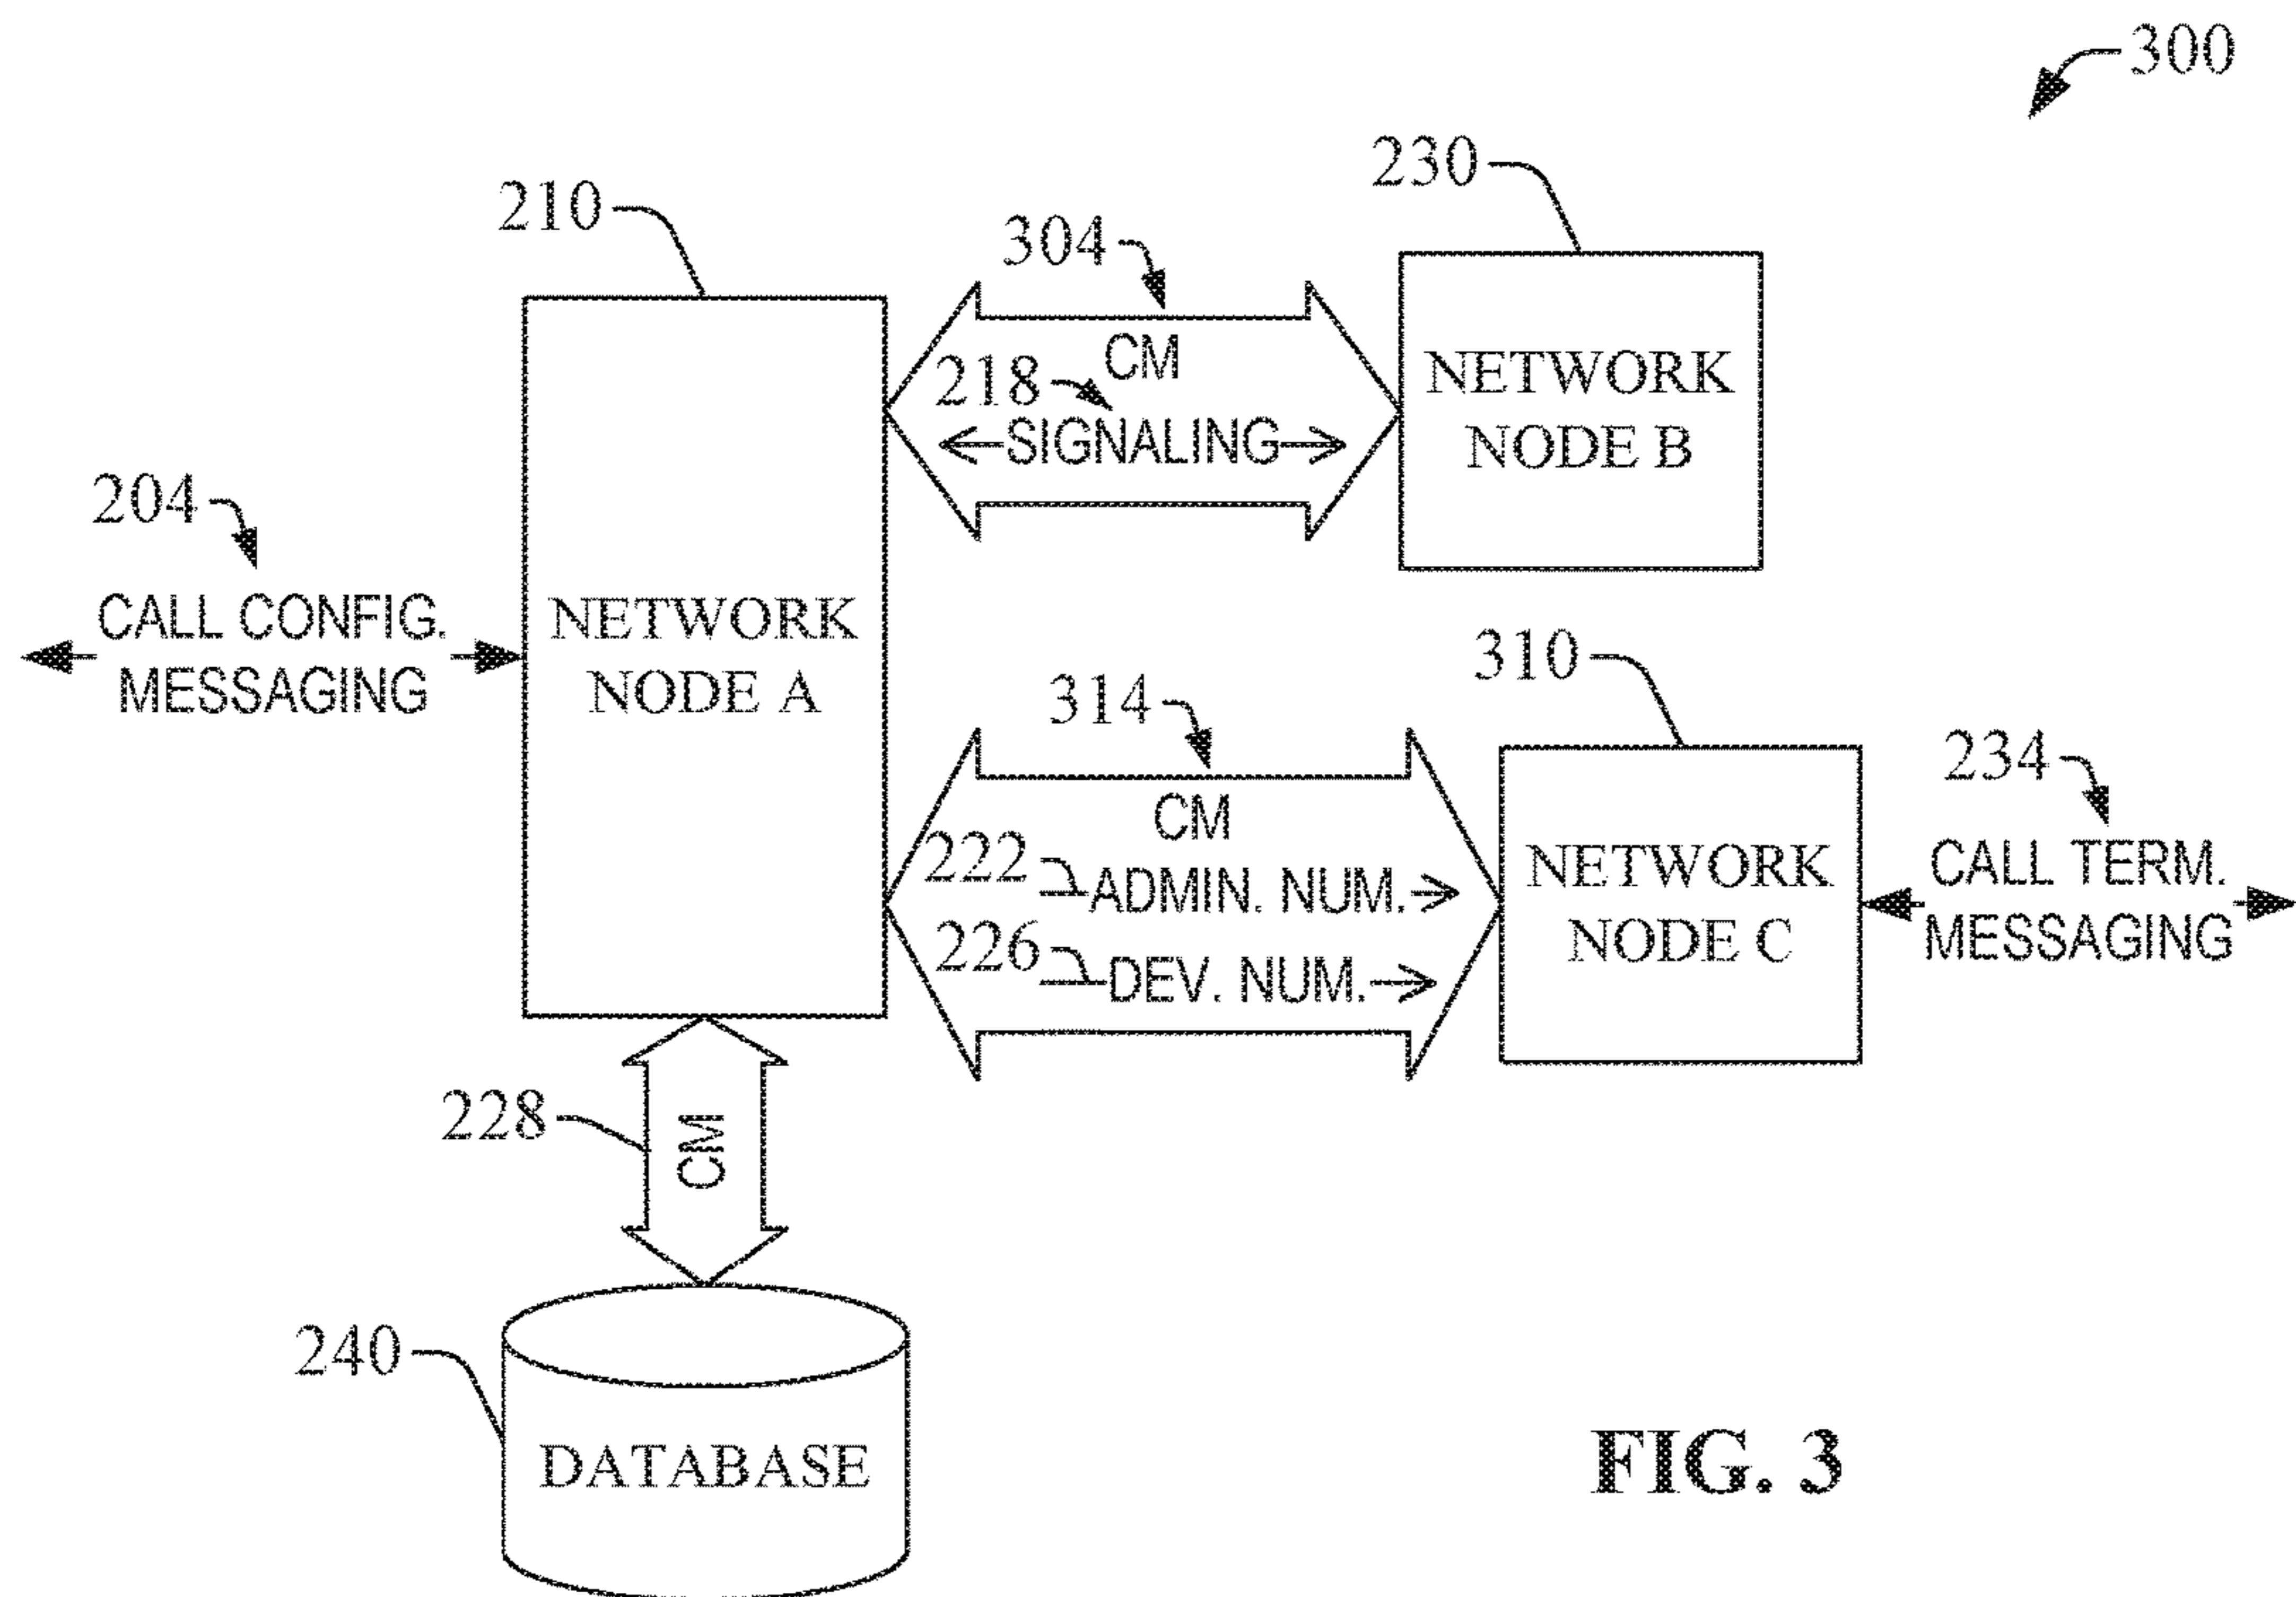 300
230
210
304
CM
218
SIGNALING
NETWORK
NODE B
204
CALL CONFIG.
MESSAGING
NETWORK
NODE A
310
314
CM
222
ADMIN. NUM.
226
DEV. NUM.
NETWORK
NODE C
234
CALL TERM.
MESSAGING
228
CM
240
DATABASE
FIG. 3